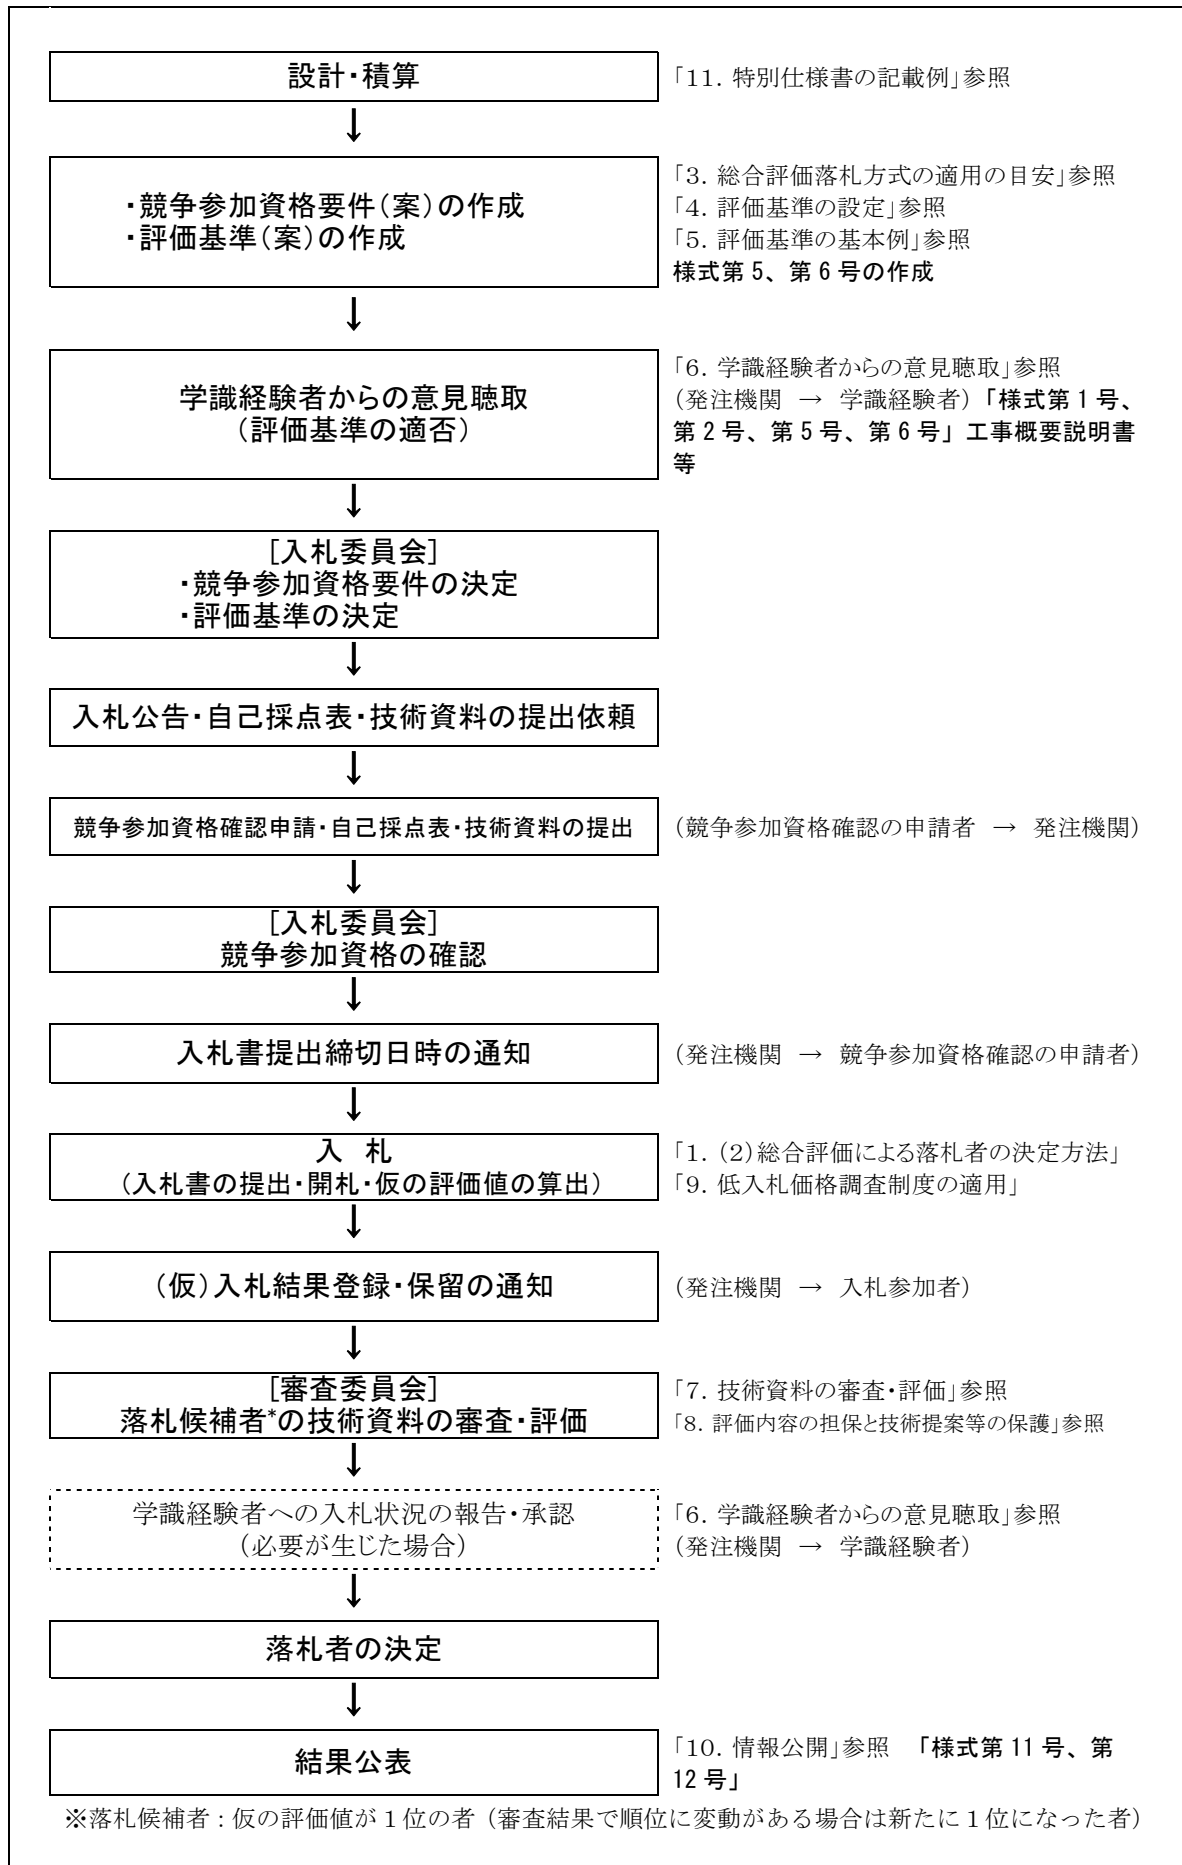 設計・積算
「11. 特別仕様書の記載例」参照
↓
・競争参加資格要件(案)の作成
・評価基準(案)の作成
「3. 総合評価落札方式の適用の目安」参照
「4. 評価基準の設定」参照
「5. 評価基準の基本例」参照
様式第5、第6号の作成
↓
学識経験者からの意見聴取
(評価基準の適否)
「6. 学識経験者からの意見聴取」参照
(発注機関 → 学識経験者)「様式第1号、
第2号、第5号、第6号」工事概要説明書
等
↓
[入札委員会]
・競争参加資格要件の決定
・評価基準の決定
↓
入札公告・自己採点表・技術資料の提出依頼
↓
競争参加資格確認申請・自己採点表・技術資料の提出
(競争参加資格確認の申請者 → 発注機関)
↓
[入札委員会]
競争参加資格の確認
↓
入札書提出締切日時の通知
(発注機関 → 競争参加資格確認の申請者)
↓
入 札
(入札書の提出・開札・仮の評価値の算出)
「1. (2)総合評価による落札者の決定方法」
「9. 低入札価格調査制度の適用」
↓
(仮)入札結果登録・保留の通知
(発注機関 → 入札参加者)
↓
[審査委員会]
落札候補者*の技術資料の審査・評価
「7. 技術資料の審査・評価」参照
「8. 評価内容の担保と技術提案等の保護」参照
↓
学識経験者への入札状況の報告・承認
(必要が生じた場合)
「6. 学識経験者からの意見聴取」参照
(発注機関 → 学識経験者)
↓
落札者の決定
↓
結果公表
「10. 情報公開」参照 「様式第11号、第
12号」
※落札候補者:仮の評価値が1位の者(審査結果で順位に変動がある場合は新たに1位になった者)